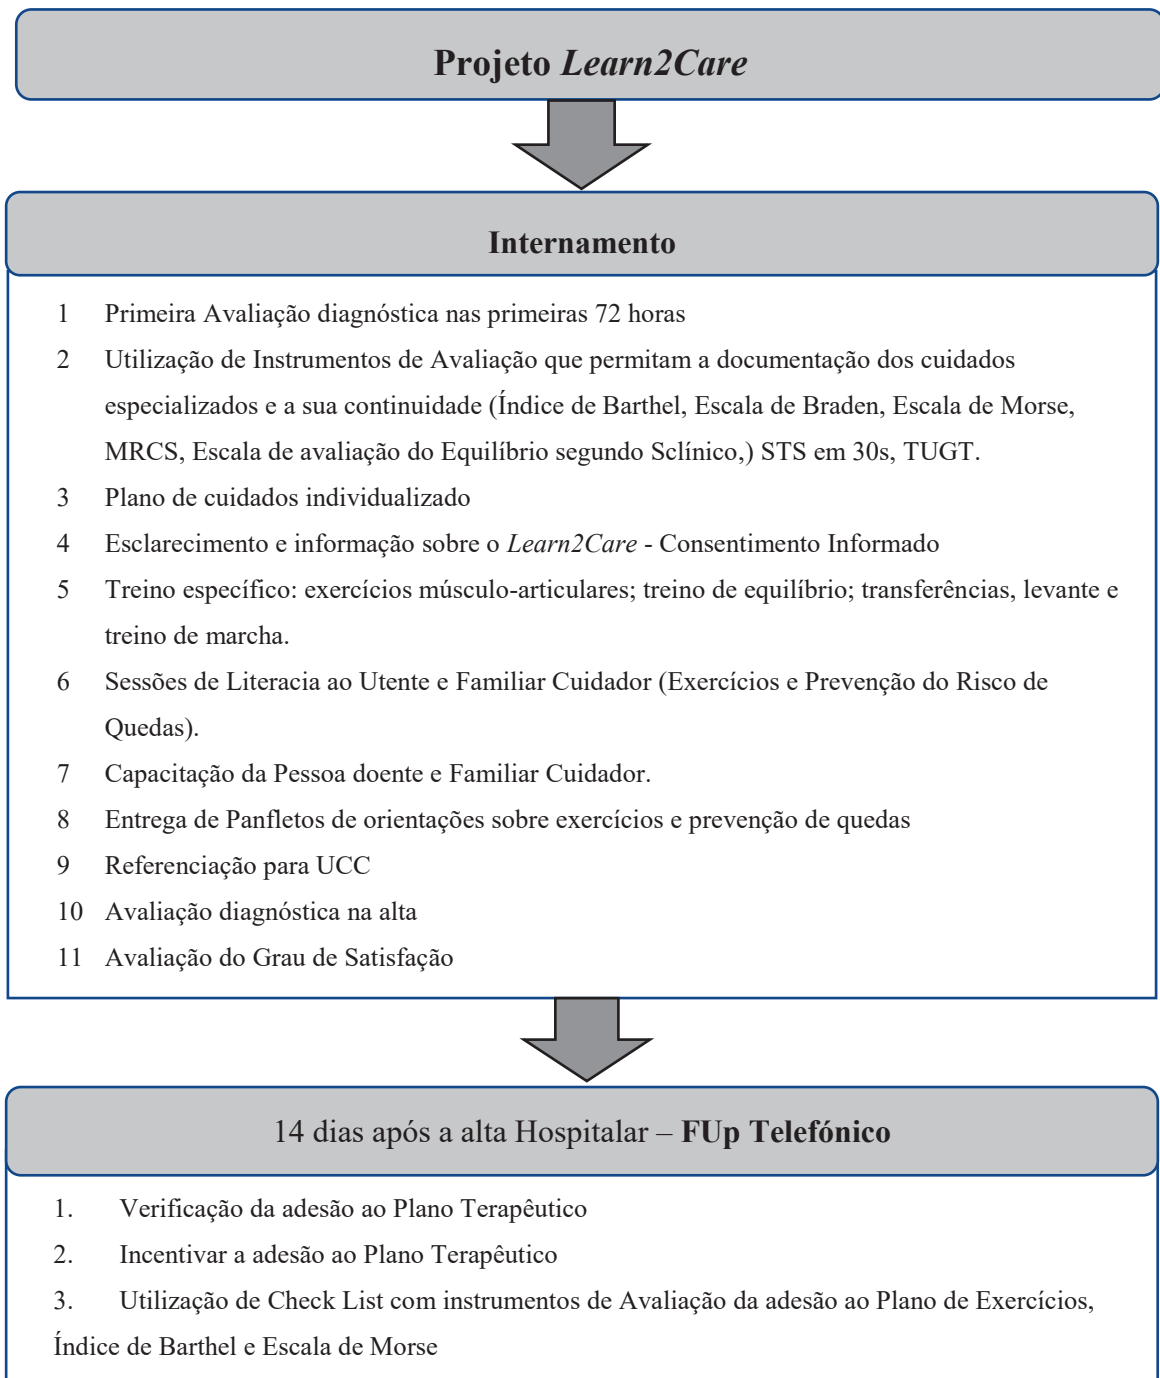 Projeto Learn2Care
Internamento
1 Primeira Avaliação diagnóstica nas primeiras 72 horas
2 Utilização de Instrumentos de Avaliação que permitam a documentação dos cuidados
especializados e a sua continuidade (Índice de Barthel, Escala de Braden, Escala de Morse,
MRCS, Escala de avaliação do Equilíbrio segundo Sclínico,) STS em 30s, TUGT.
3 Plano de cuidados individualizado
4 Esclarecimento e informação sobre o Learn2Care - Consentimento Informado
5 Treino específico: exercícios músculo-articulares; treino de equilíbrio; transferências, levante e
treino de marcha.
6 Sessões de Literacia ao Utente e Familiar Cuidador (Exercícios e Prevenção do Risco de
Quedas).
7 Capacitação da Pessoa doente e Familiar Cuidador.
8 Entrega de Panfletos de orientações sobre exercícios e prevenção de quedas
9 Referenciação para UCC
10 Avaliação diagnóstica na alta
11 Avaliação do Grau de Satisfação
14 dias após a alta Hospitalar – FUp Telefónico
1. Verificação da adesão ao Plano Terapêutico
2. Incentivar a adesão ao Plano Terapêutico
3. Utilização de Check List com instrumentos de Avaliação da adesão ao Plano de Exercícios,
Índice de Barthel e Escala de Morse